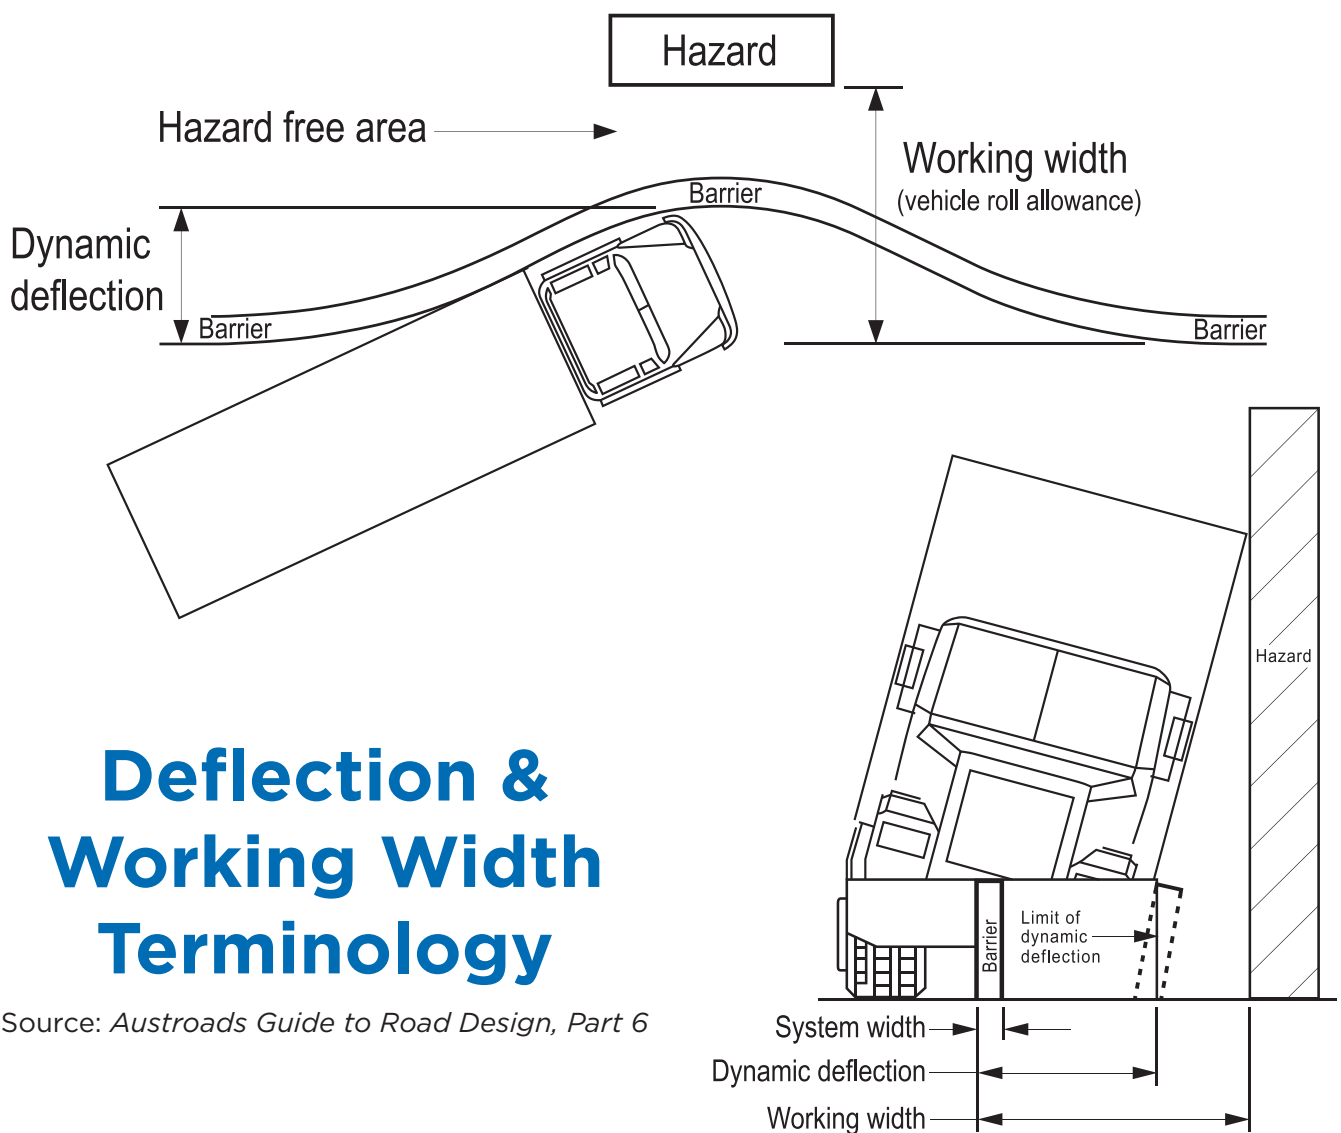 Hazard
Hazard free area
Working width
(vehicle roll allowance)
Barrier
Dynamic
deflection
Barrier
Barrier
Hazard
Deflection &
Working Width
Terminology
Source: Austroads Guide to Road Design, Part 6
Barrier
Limit of
dynamic
deflection
System width
Dynamic deflection
Working width